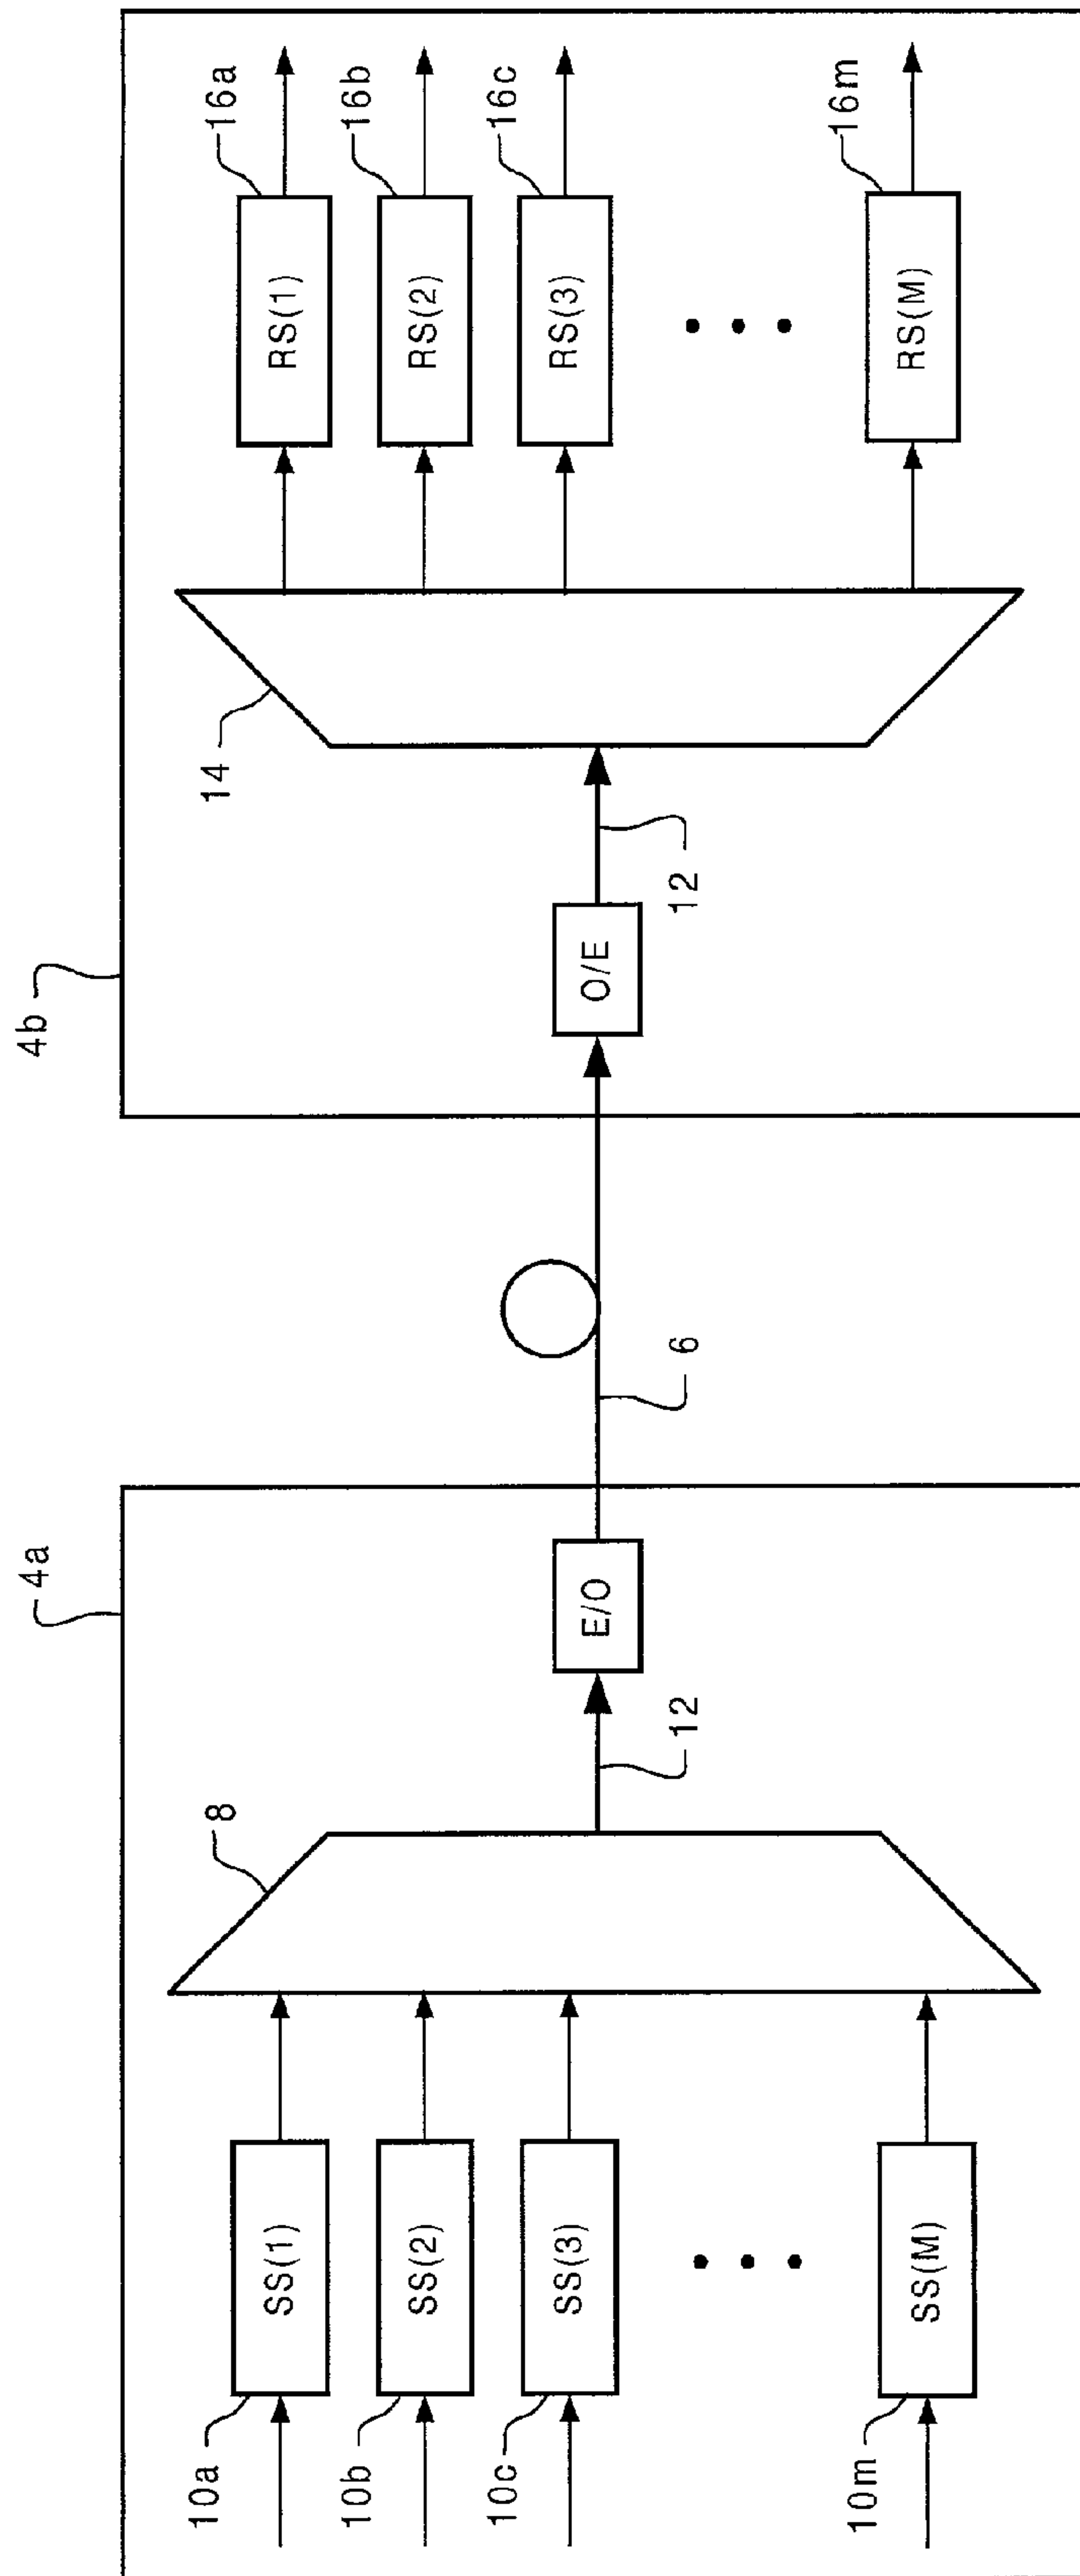 4a
4b
10a
SS(1)
8
14
RS(1)
16a
10b
SS(2)
RS(2)
16b
10c
SS(3)
RS(3)
16c
E/O
O/E
12
6
12
10m
SS(M)
RS(M)
16m